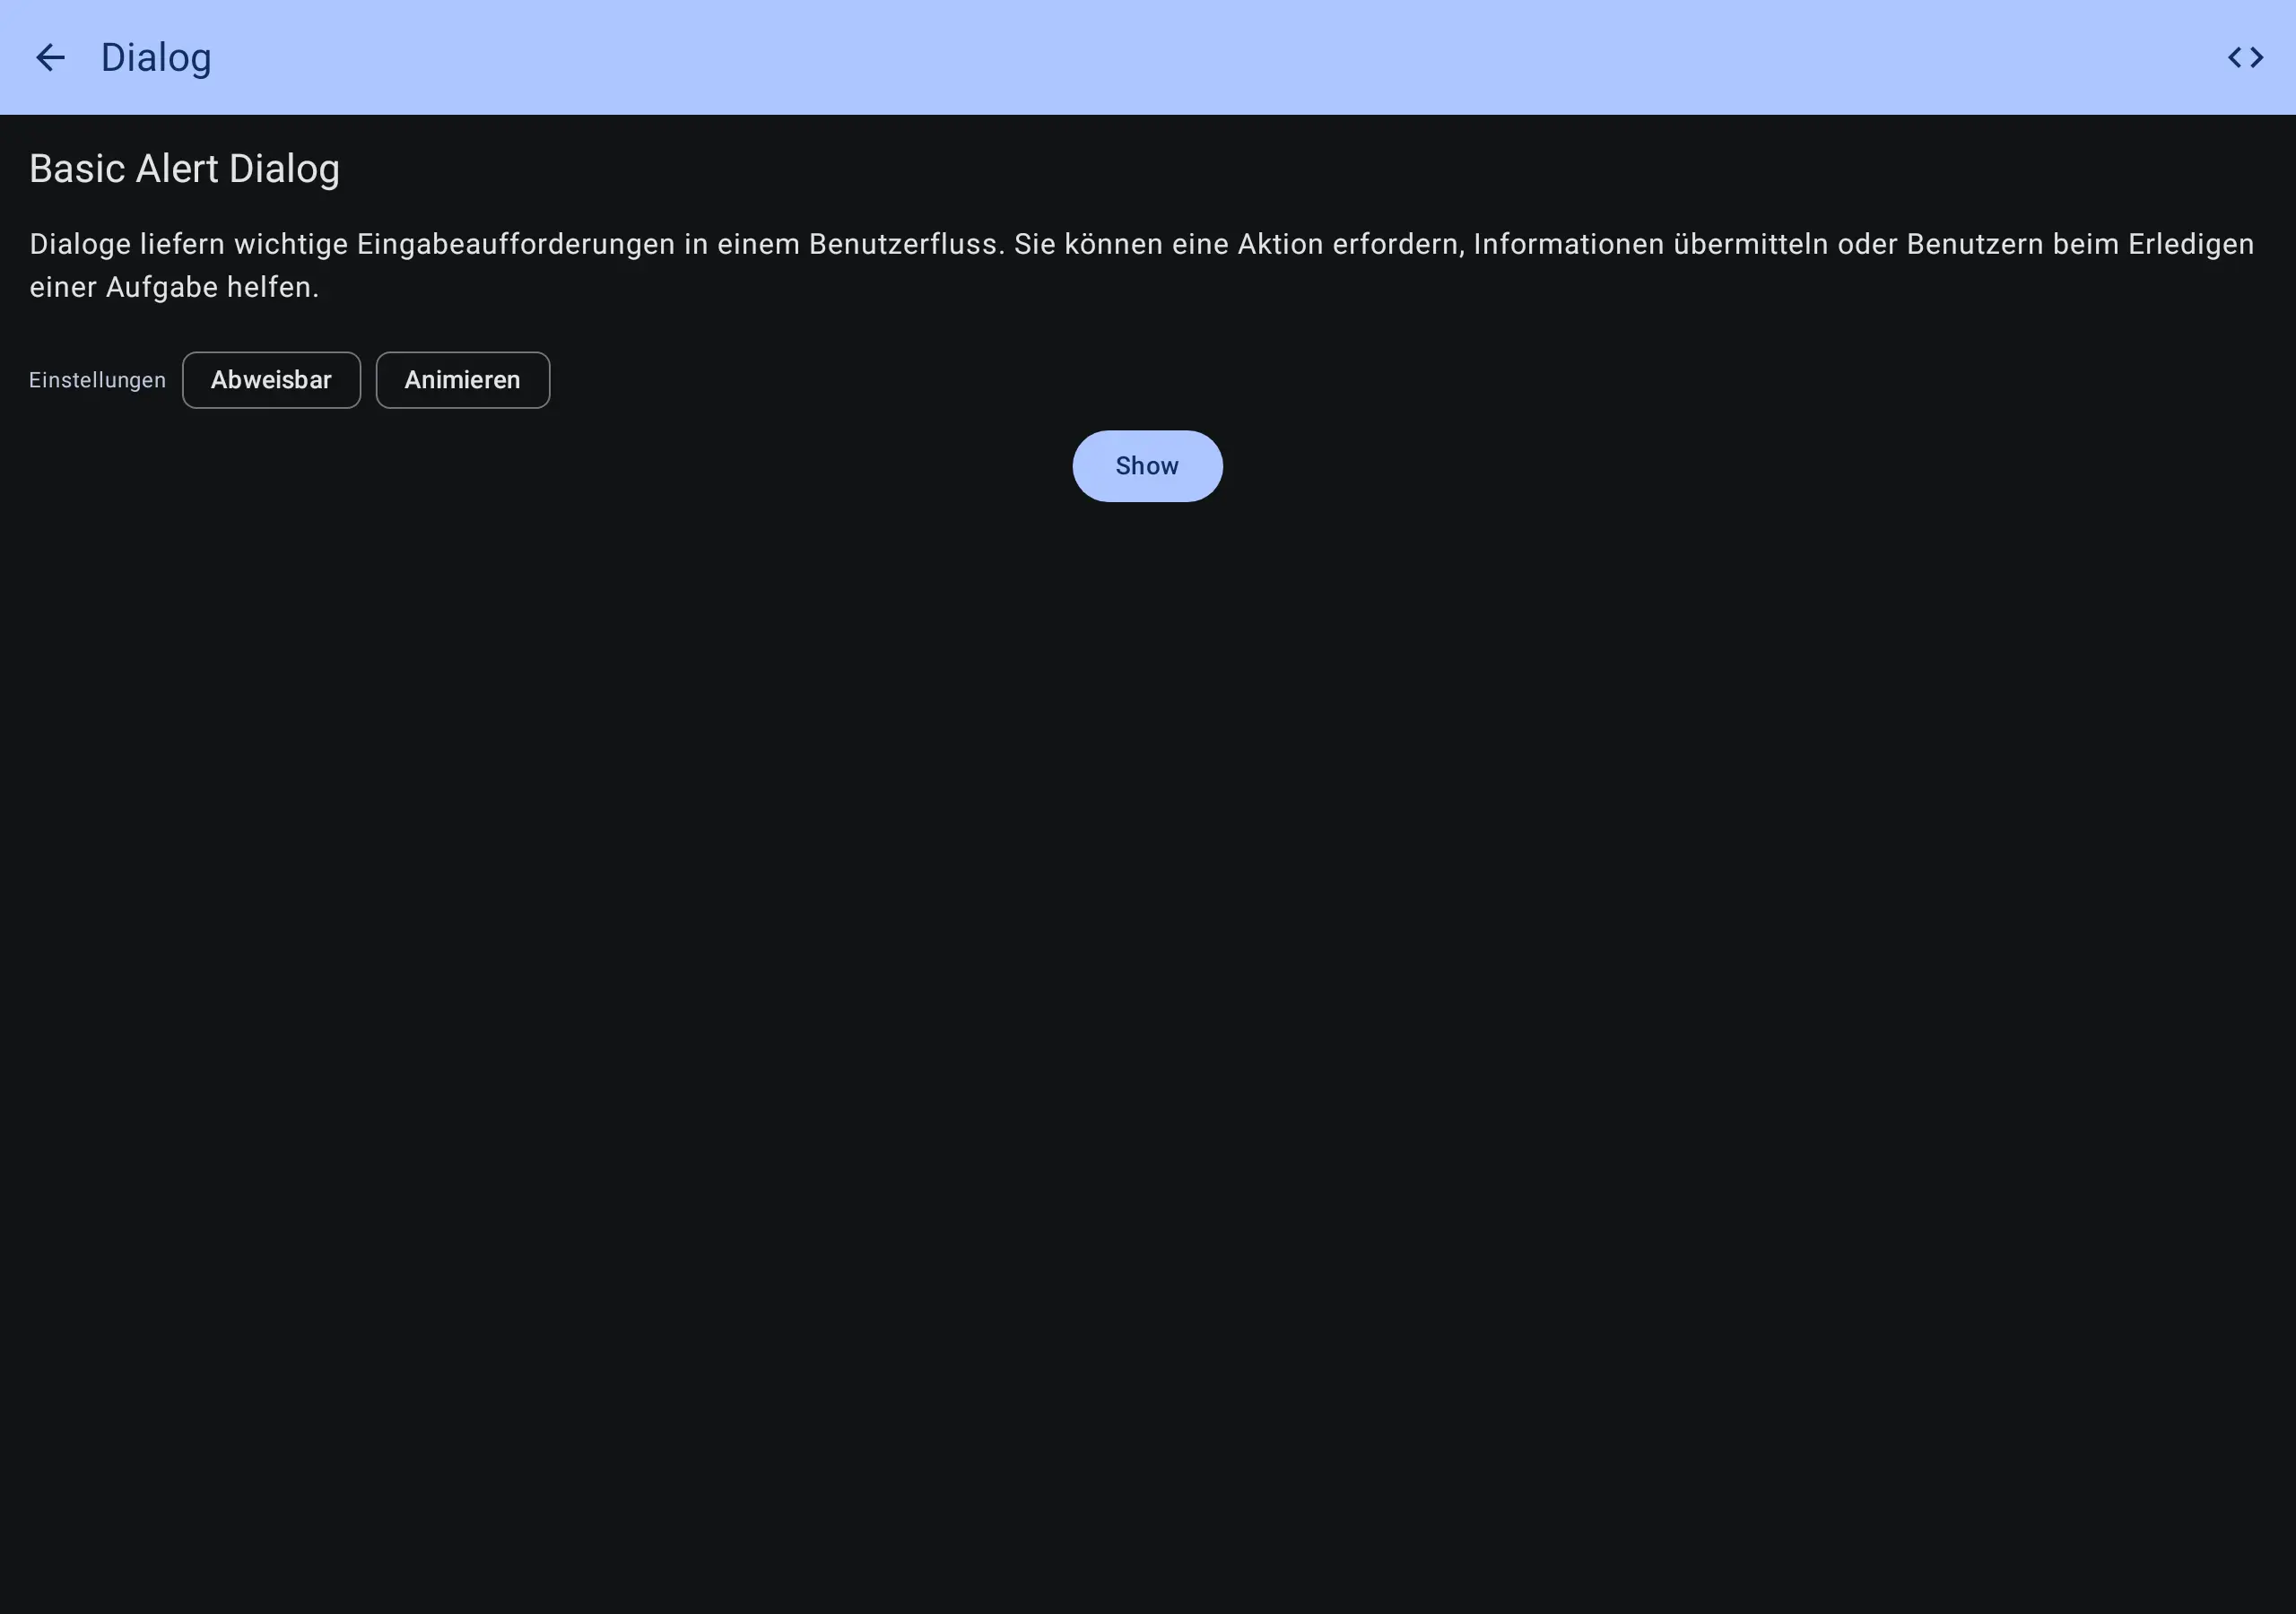 Dialog
Basic Alert Dialog
Dialoge liefern wichtige Eingabeaufforderungen in einem Benutzerfluss. Sie können eine Aktion erfordern, Informationen übermitteln oder Benutzern beim Erledigen
einer Aufgabe helfen.
Einstellungen Abweisbar Animieren
Show